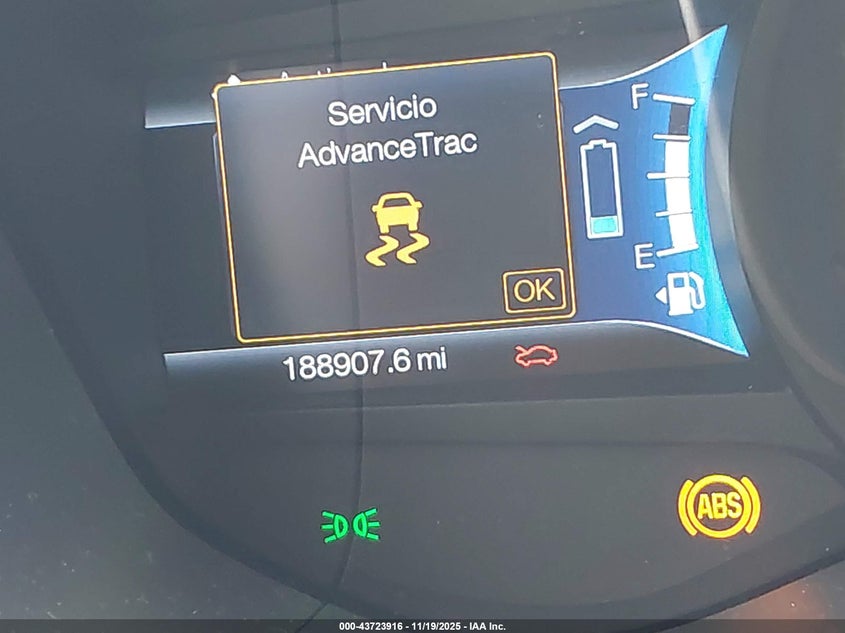 Servicio
AdvanceTrac
OK
F
E
188907.6 mi
ABS
000-43723916 - 11/19/2025 - IAA Inc.